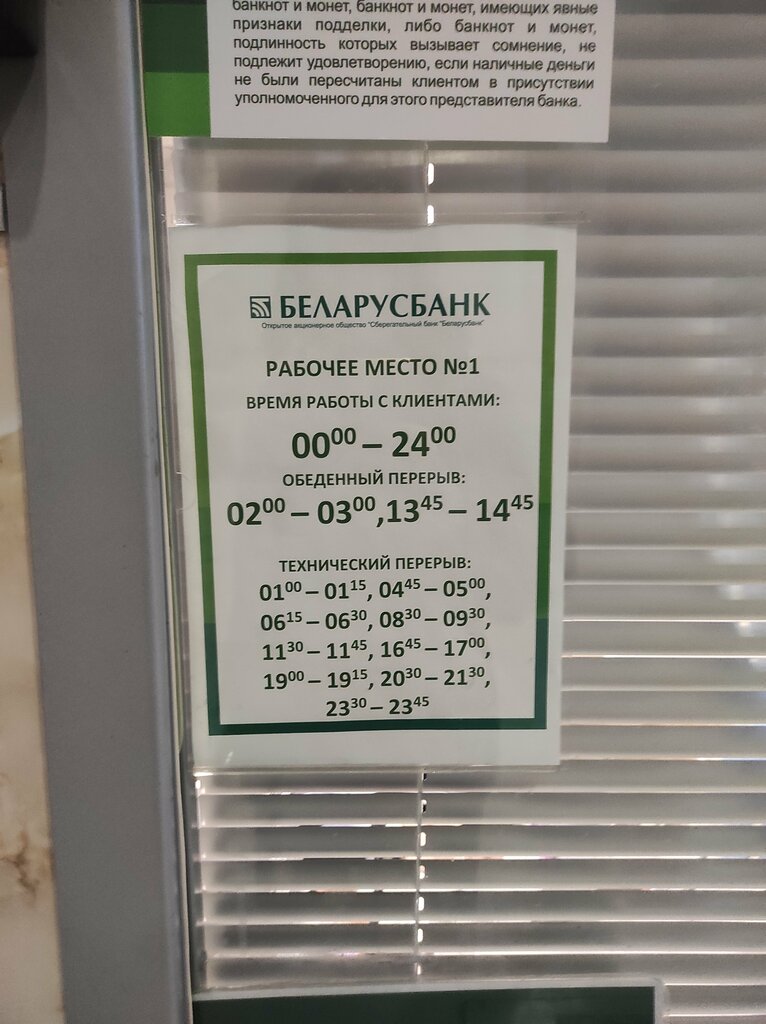 банкнот и монет, банкнот и монет, имеющих явные
признаки подделки, либо банкнот и монет,
подлинность которых вызывает сомнение, не
подлежит удовлетворению, если наличные деньги
не были пересчитаны клиентом в присутствии
уполномоченного для этого представителя банка.
БЕЛАРУСБАНК
Открытое акционерное общество "Сберегательный банк "Беларусбанк"
РАБОЧЕЕ МЕСТО №1
ВРЕМЯ РАБОТЫ С КЛИЕНТАМИ:
00⁰⁰ – 24⁰⁰
ОБЕДЕННЫЙ ПЕРЕРЫВ:
02⁰⁰ – 03⁰⁰,13⁴⁵ – 14⁴⁵
ТЕХНИЧЕСКИЙ ПЕРЕРЫВ:
01⁰⁰ – 01¹⁵, 04⁴⁵ – 05⁰⁰,
06¹⁵ – 06³⁰, 08³⁰ – 09³⁰,
11³⁰ – 11⁴⁵, 16⁴⁵ – 17⁰⁰,
19⁰⁰ – 19¹⁵, 20³⁰ – 21³⁰,
23³⁰ – 23⁴⁵